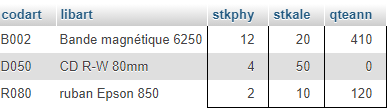 codart libart stkphy stkale qteann
B002 Bande magnétique 6250 12 20 410
D050 CD R-W 80mm 4 50 0
R080 ruban Epson 850 2 10 120